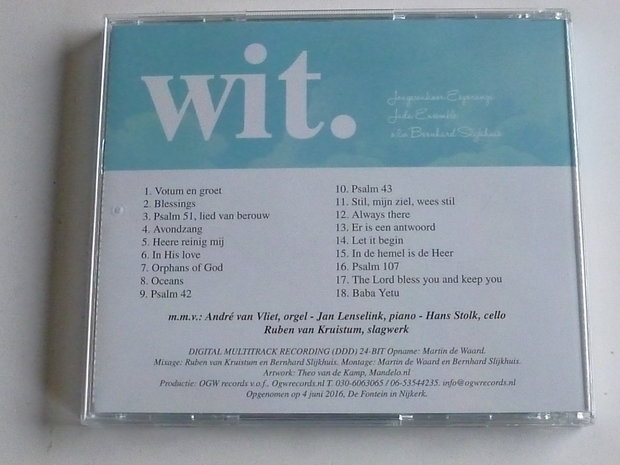 wit.
Jongerenkoor Esperanza
Jada Ensemble
o.l.v Bernhard Slijkhuis
1. Votum en groet
2. Blessings
3. Psalm 51, lied van berouw
4. Avondzang
5. Heere reinig mij
6. In His love
7. Orphans of God
8. Oceans
9. Psalm 42
10. Psalm 43
11. Stil, mijn ziel, wees stil
12. Always there
13. Er is een antwoord
14. Let it begin
15. In de hemel is de Heer
16. Psalm 107
17. The Lord bless you and keep you
18. Baba Yetu
m.m.v.: André van Vliet, orgel - Jan Lenselink, piano - Hans Stolk, cello
Ruben van Kruistum, slagwerk
DIGITAL MULTITRACK RECORDING (DDD) 24-BIT Opname: Martin de Waard.
Mixage: Ruben van Kruistum en Bernhard Slijkhuis. Montage: Martin de Waard en Bernhard Slijkhuis.
Artwork: Theo van de Kamp, Mandelo.nl
Productie: OGW records v.o.f., Ogwrecords.nl T. 030-6063065 / 06-53544235. info@ogwrecords.nl
Opgenomen op 4 juni 2016, De Fontein in Nijkerk.